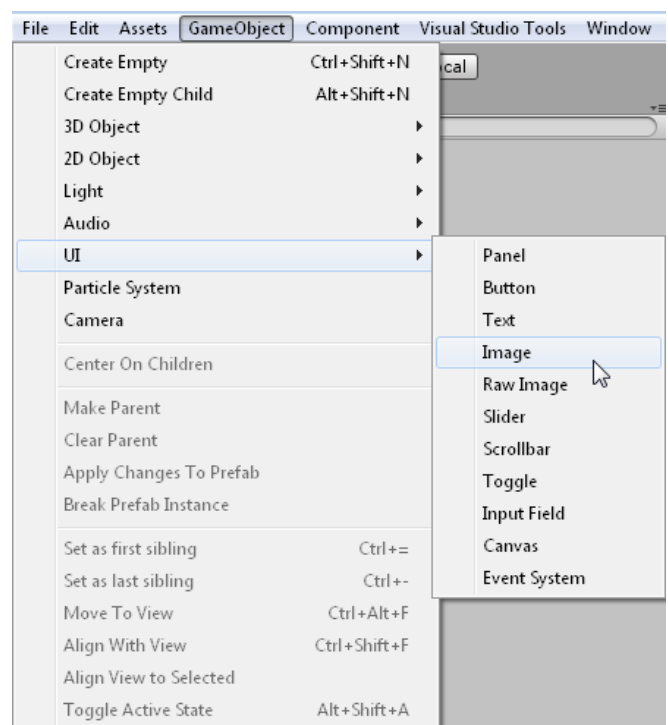 File Edit Assets GameObject Component Visual Studio Tools Window
Create Empty Ctrl+Shift+N
Create Empty Child Alt+Shift+N
3D Object
2D Object
Light
Audio
UI
Particle System
Camera
Center On Children
Make Parent
Clear Parent
Apply Changes To Prefab
Break Prefab Instance
Set as first sibling Ctrl+=
Set as last sibling Ctrl+-
Move To View Ctrl+Alt+F
Align With View Ctrl+Shift+F
Align View to Selected
Toggle Active State Alt+Shift+A
cal
Panel
Button
Text
Image
Raw Image
Slider
Scrollbar
Toggle
Input Field
Canvas
Event System